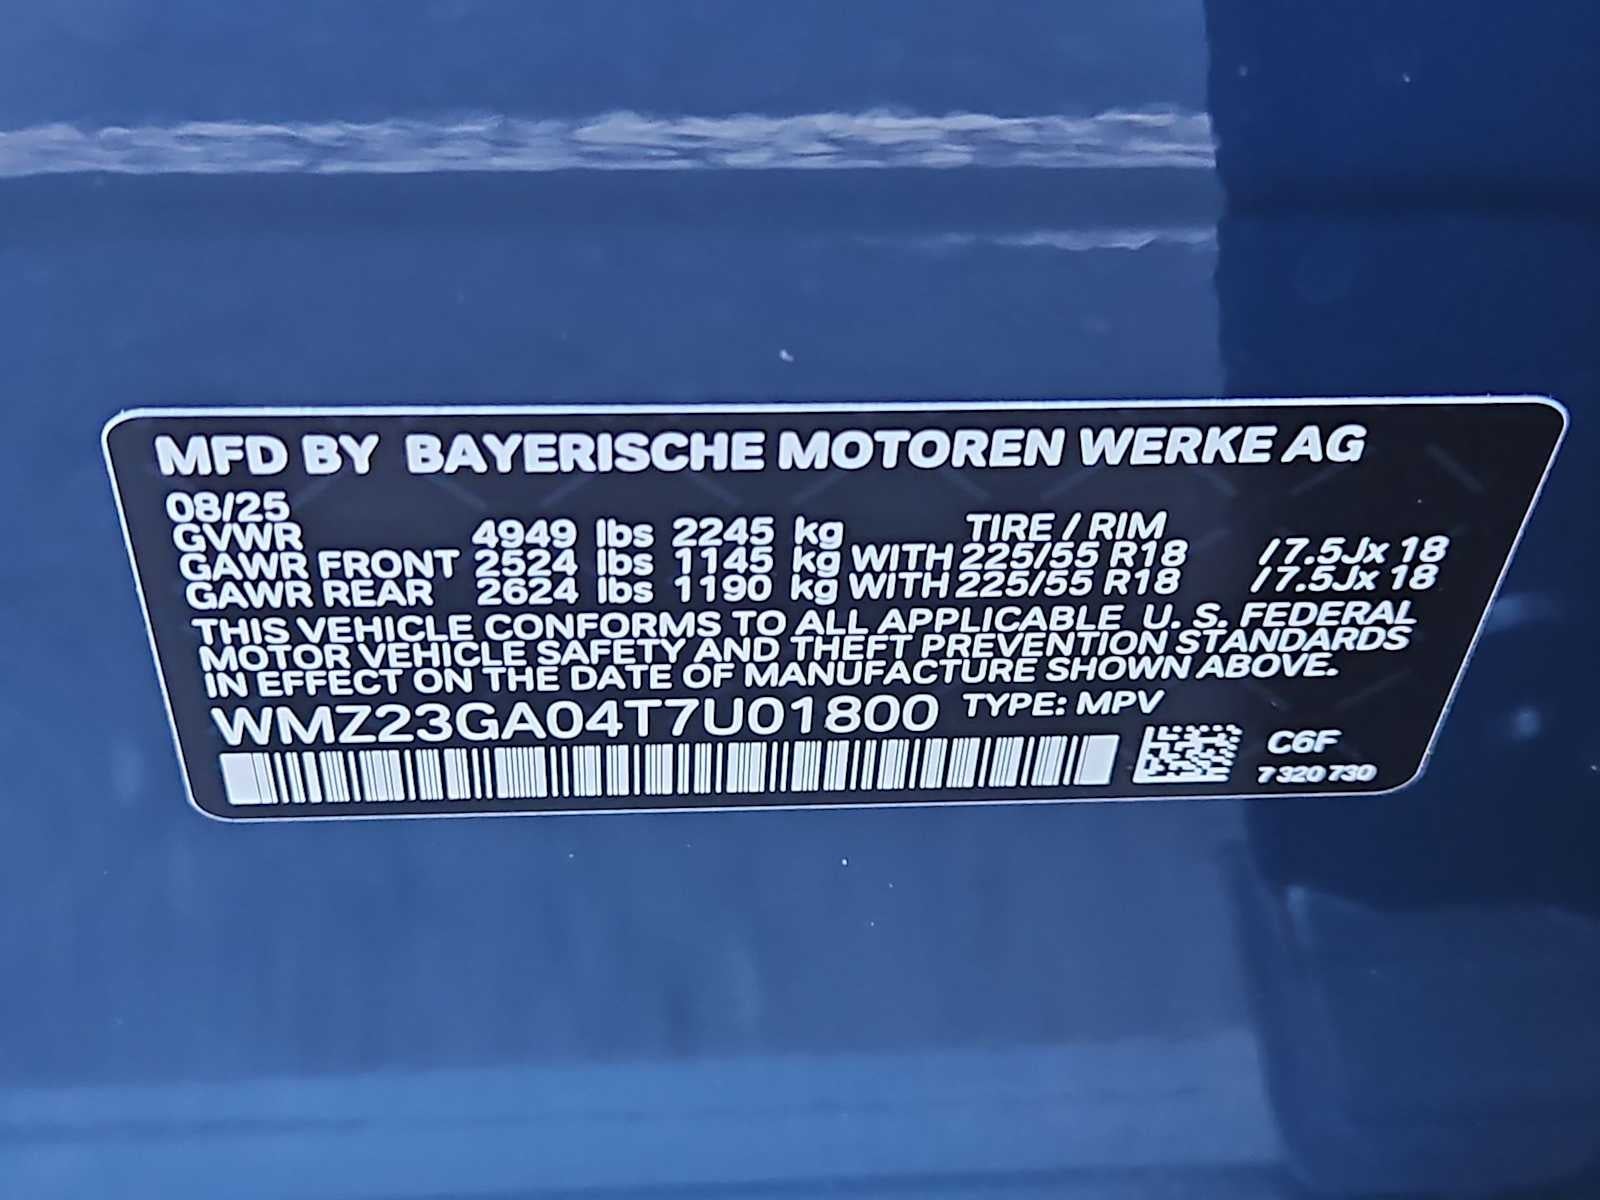 MFD BY BAYERISCHE MOTOREN WERKE AG
08/25
GVWR 4949 lbs 2245 kg TIRE / RIM
GAWR FRONT 2524 lbs 1145 kg WITH 225/55 R18 / 7.5Jx 18
GAWR REAR 2624 lbs 1190 kg WITH 225/55 R18 / 7.5Jx 18
THIS VEHICLE CONFORMS TO ALL APPLICABLE U. S. FEDERAL
MOTOR VEHICLE SAFETY AND THEFT PREVENTION STANDARDS
IN EFFECT ON THE DATE OF MANUFACTURE SHOWN ABOVE.
WMZ23GA04T7U01800 TYPE: MPV
C6F
7 320 730